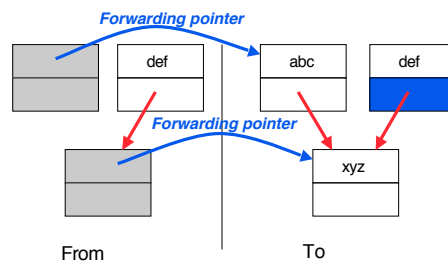 Forwarding pointer
def
abc
def
Forwarding pointer
xyz
From
To